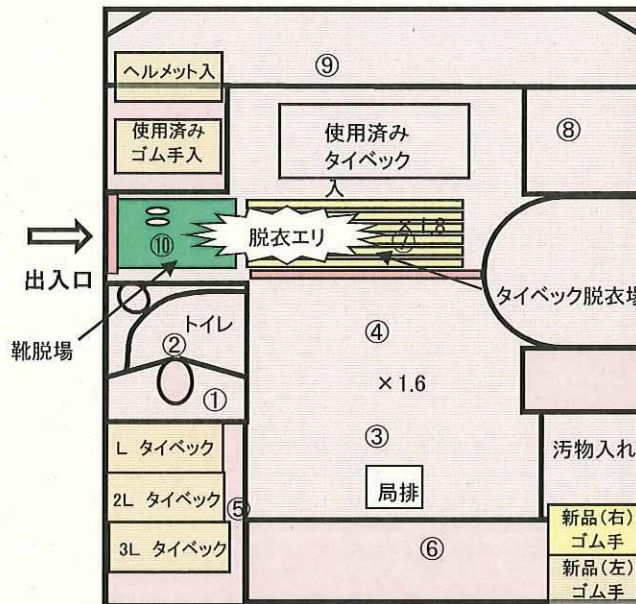 ⑨
ヘルメット入
使用済み
ゴム手入
使用済み
タイベック
入
⑧
出入口
⑩
脱衣エリ
×1.8
⑦
タイベック脱衣場
靴脱場
トイレ
②
①
④
×1.6
③
局排
L タイベック
2L タイベック
3L タイベック
⑤
⑥
汚物入れ
新品(右)
ゴム手
新品(左)
ゴム手